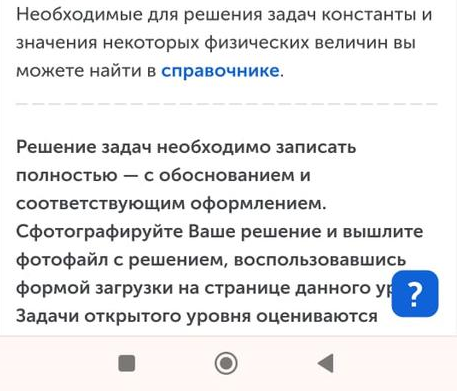 Необходимые для решения задач константы и
значения некоторых физических величин вы
можете найти в справочнике.
Решение задач необходимо записать
полностью — с обоснованием и
соответствующим оформлением.
Сфотографируйте Ваше решение и вышлите
фотофайл с решением, воспользовавшись
формой загрузки на странице данного
?
Задачи открытого уровня оцениваются